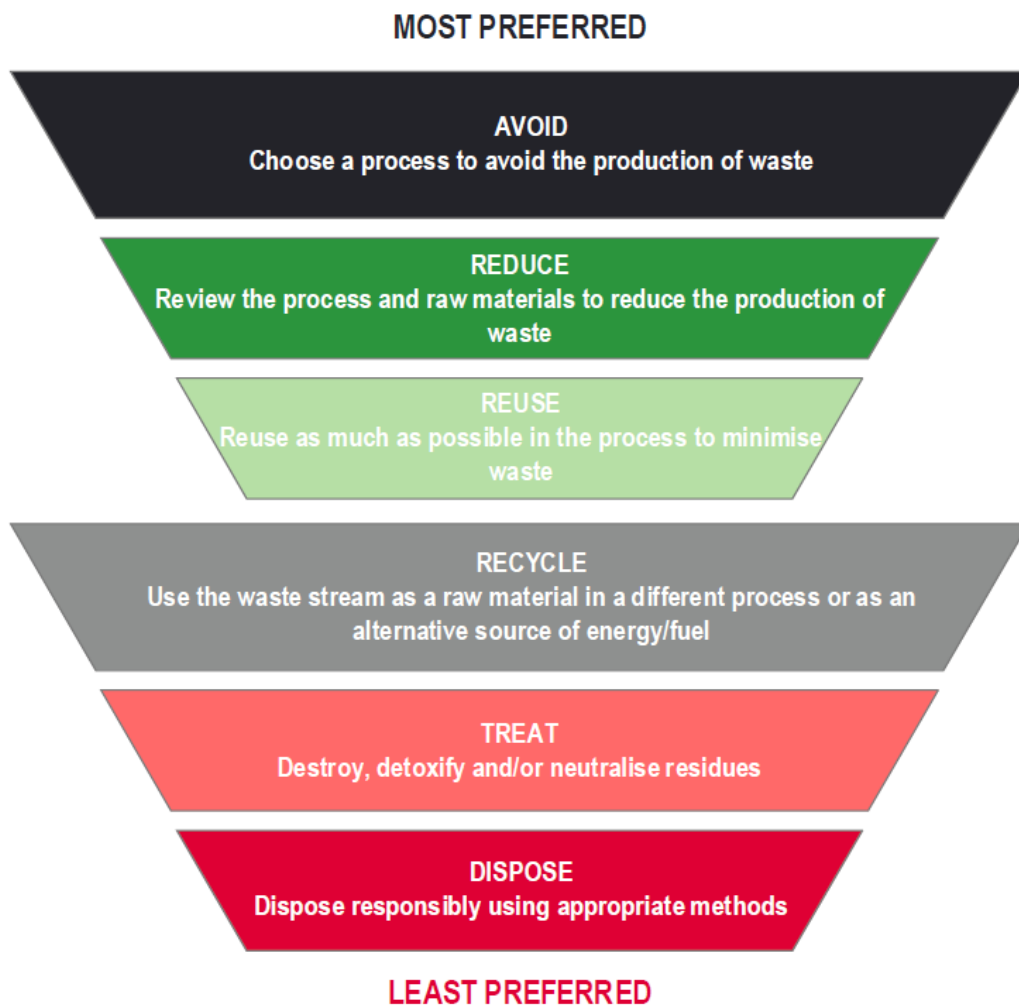 MOST PREFERRED
AVOID
Choose a process to avoid the production of waste
REDUCE
Review the process and raw materials to reduce the production of
waste
REUSE
Reuse as much as possible in the process to minimise
waste
RECYCLE
Use the waste stream as a raw material in a different process or as an
alternative source of energy/fuel
TREAT
Destroy, detoxify and/or neutralise residues
DISPOSE
Dispose responsibly using appropriate methods
LEAST PREFERRED